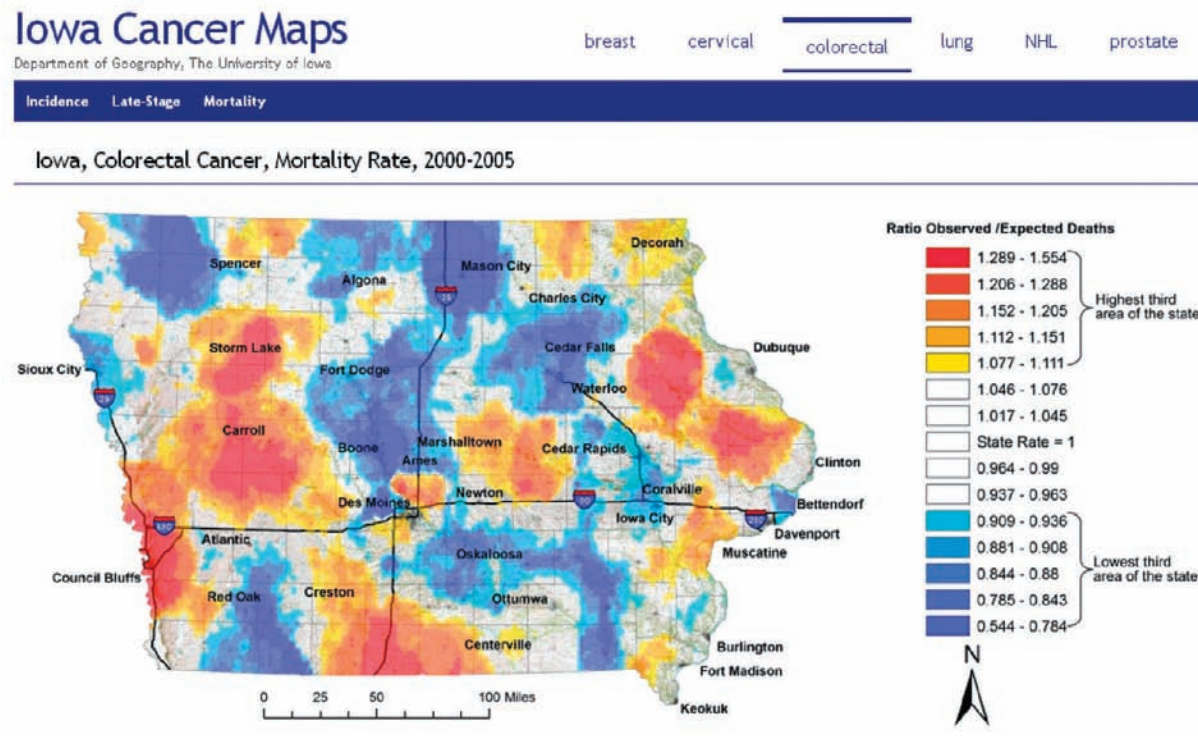 Iowa Cancer Maps
Department of Geography, The University of Iowa
breast cervical colorectal lung NHL prostate
Incidence Late-Stage Mortality
Iowa, Colorectal Cancer, Mortality Rate, 2000-2005
Ratio Observed /Expected Deaths
1.289 - 1.554
1.206 - 1.288
1.152 - 1.205
1.112 - 1.151
1.077 - 1.111
1.046 - 1.076
1.017 - 1.045
State Rate = 1
0.964 - 0.99
0.937 - 0.963
0.909 - 0.936
0.881 - 0.908
0.844 - 0.88
0.785 - 0.843
0.544 - 0.784
Highest third
area of the state
Lowest third
area of the state
N
Decorah
Spencer
Mason City
Algona
35
Charles City
Storm Lake
Cedar Falls
Dubuque
Sioux City
Fort Dodge
Waterloo
29
Carroll
Boone
Marshalltown
Cedar Rapids
Ames
Clinton
Newton
Coralville
Des Moines
80
Bettendorf
Iowa City
280
680
Davenport
Atlantic
Muscatine
Oskaloosa
Council Bluffs
Red Oak
Creston
Ottumwa
Centerville
Burlington
Fort Madison
Keokuk
0 25 50 100 Miles